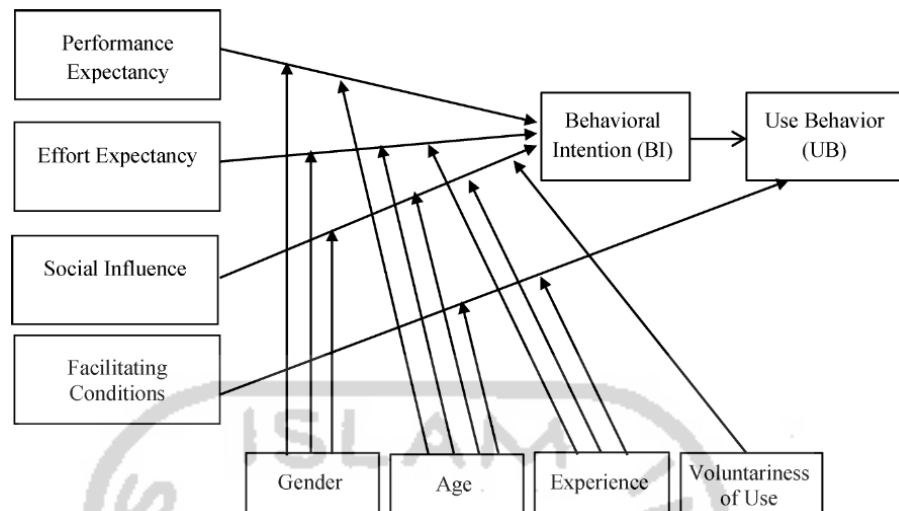 Performance
Expectancy
Effort Expectancy
Social Influence
Facilitating
Conditions
Behavioral
Intention (BI)
Use Behavior
(UB)
ISLAM
Gender
Age
Experience
Voluntariness
of Use